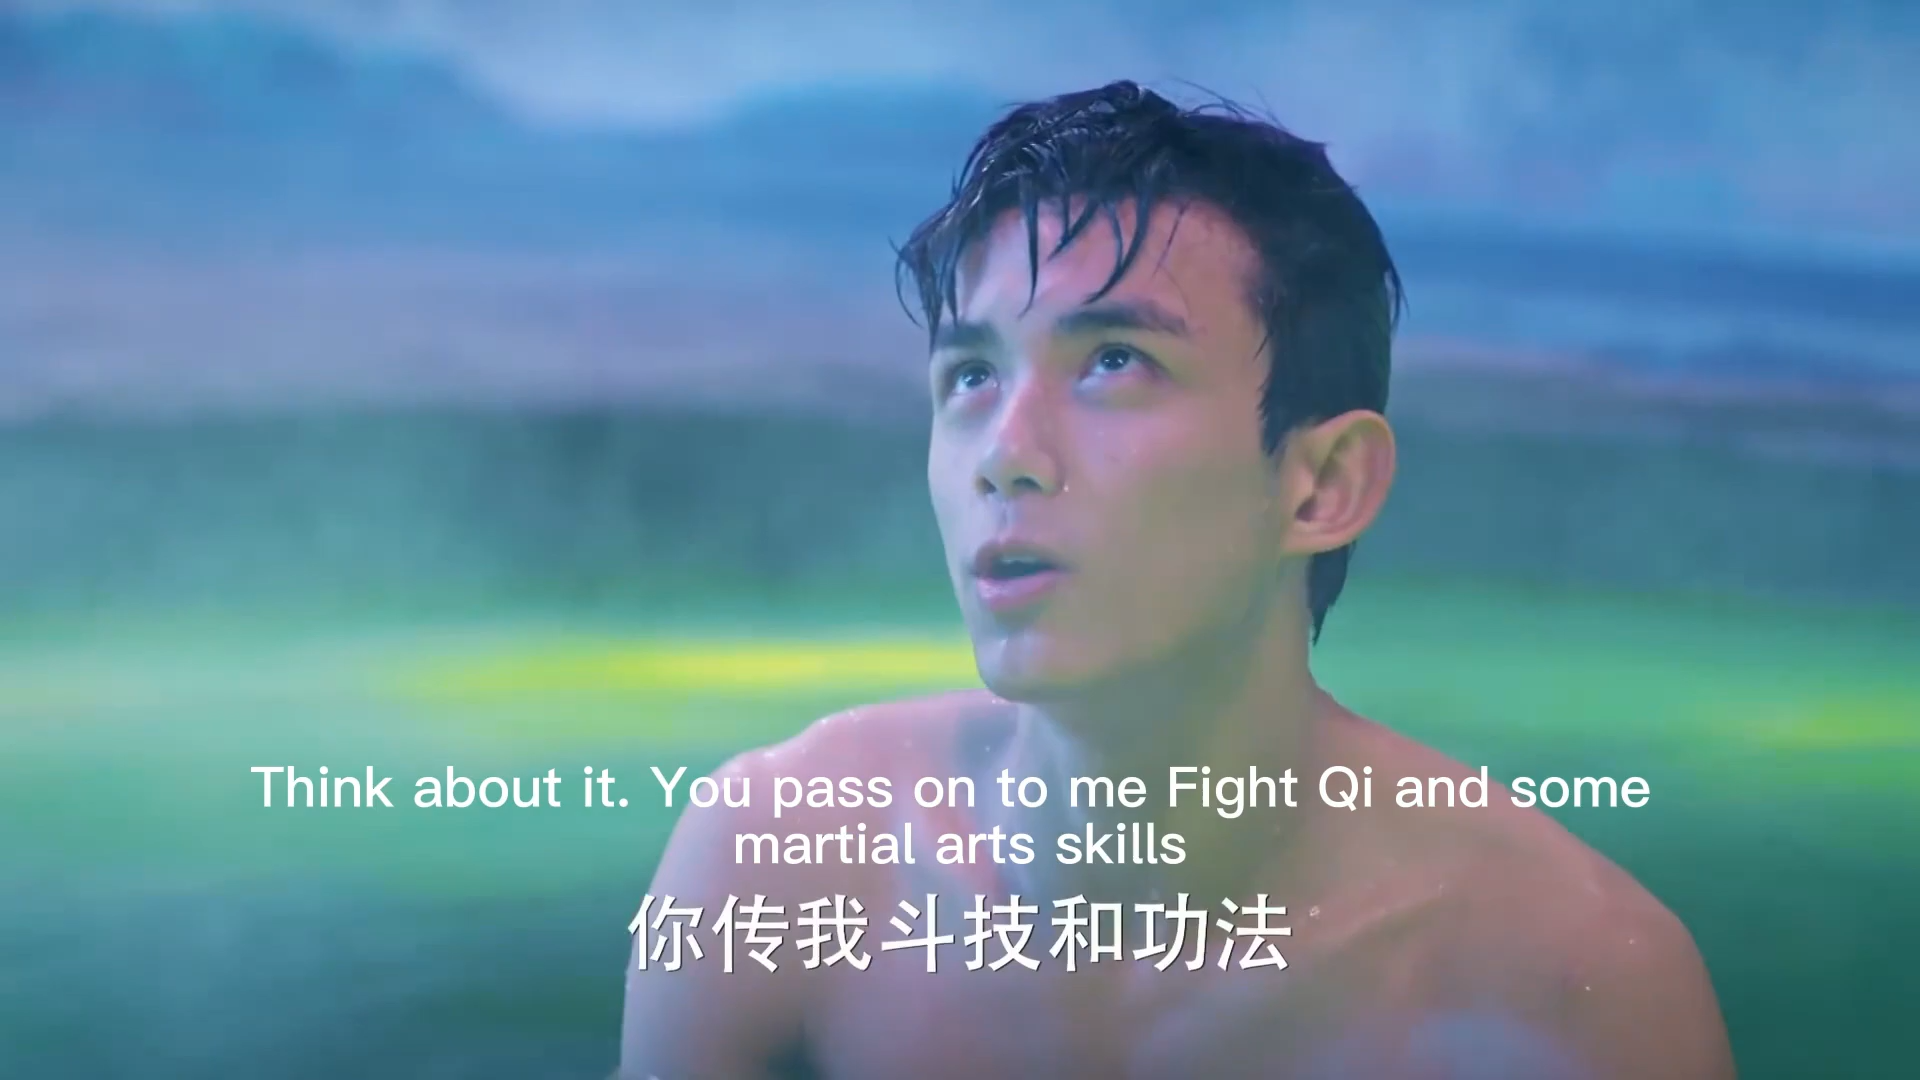 Think about it. You pass on to me Fight Qi and some
martial arts skills
你传我斗技和功法